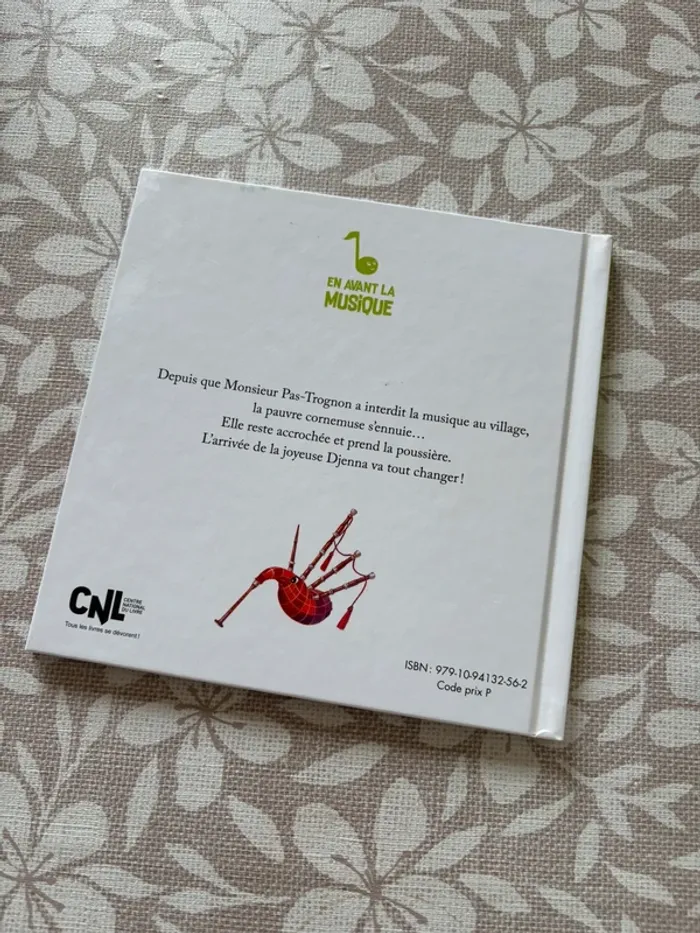 EN AVANT LA
MUSiQUE
Depuis que Monsieur Pas-Trognon a interdit la musique au village,
la pauvre cornemuse s'ennuie…
Elle reste accrochée et prend la poussière.
L'arrivée de la joyeuse Djenna va tout changer !
CNL
CENTRE
NATIONAL
DU LIVRE
Tous les livres se dévorent !
ISBN : 979-10-94132-56-2
Code prix P